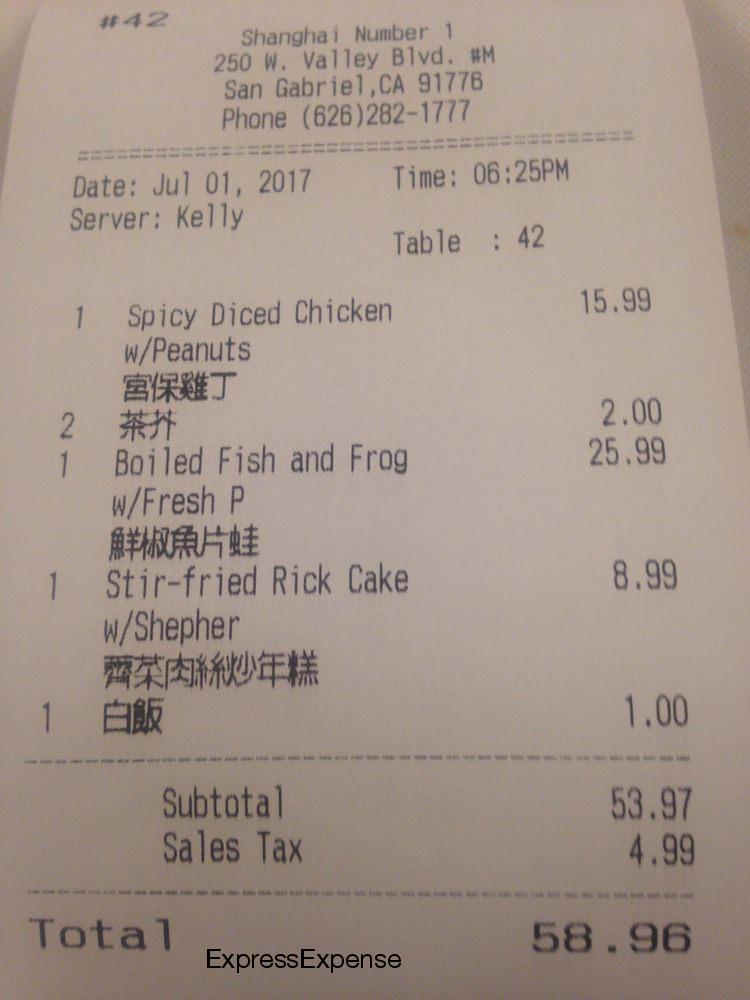 #42
Shanghai Number 1
250 W. Valley Blvd. #M
San Gabriel,CA 91776
Phone (626)282-1777
Date: Jul 01, 2017 Time: 06:25PM
Server: Kelly
Table : 42
1 Spicy Diced Chicken 15.99
w/Peanuts
宮保雞丁
2 茶芥 2.00
1 Boiled Fish and Frog 25.99
w/Fresh P
鮮椒魚片蛙
1 Stir-fried Rick Cake 8.99
w/Shepher
薺菜肉絲炒年糕
1 白飯 1.00
Subtotal 53.97
Sales Tax 4.99
Total 58.96
ExpressExpense